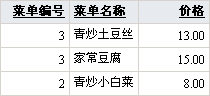 菜单编号 菜单名称 价格
3 青炒土豆丝 13.00
3 家常豆腐 15.00
2 青炒小白菜 8.00